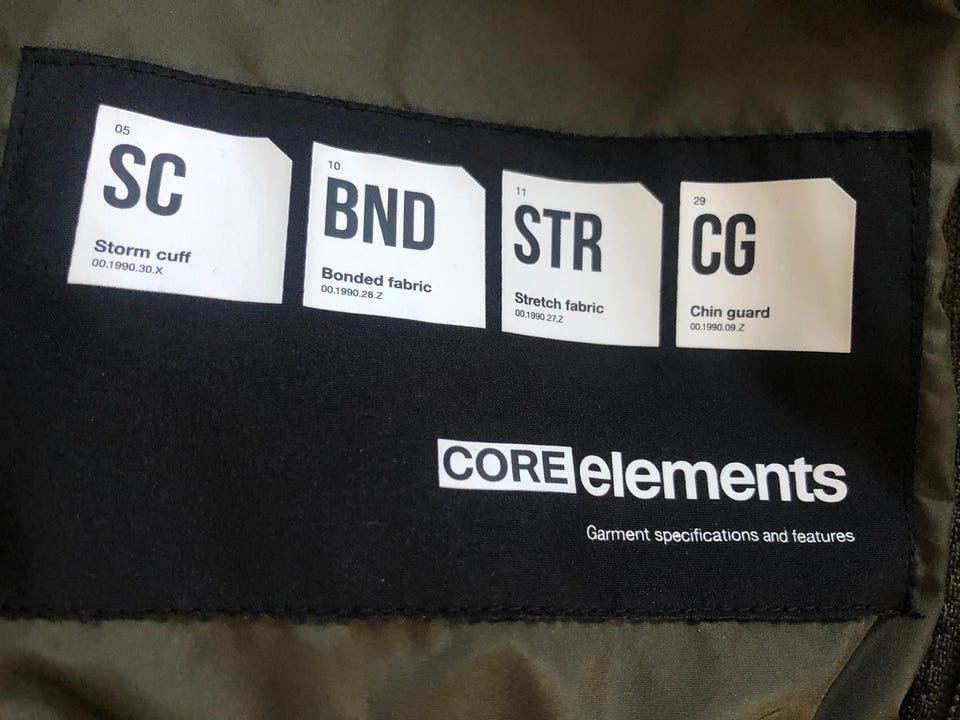 05
SC
Storm cuff
00.1990.30.X
10
BND
Bonded fabric
00.1990.28.Z
11
STR
Stretch fabric
00.1990.27.Z
29
CG
Chin guard
00.1990.09.Z
CORE elements
Garment specifications and features